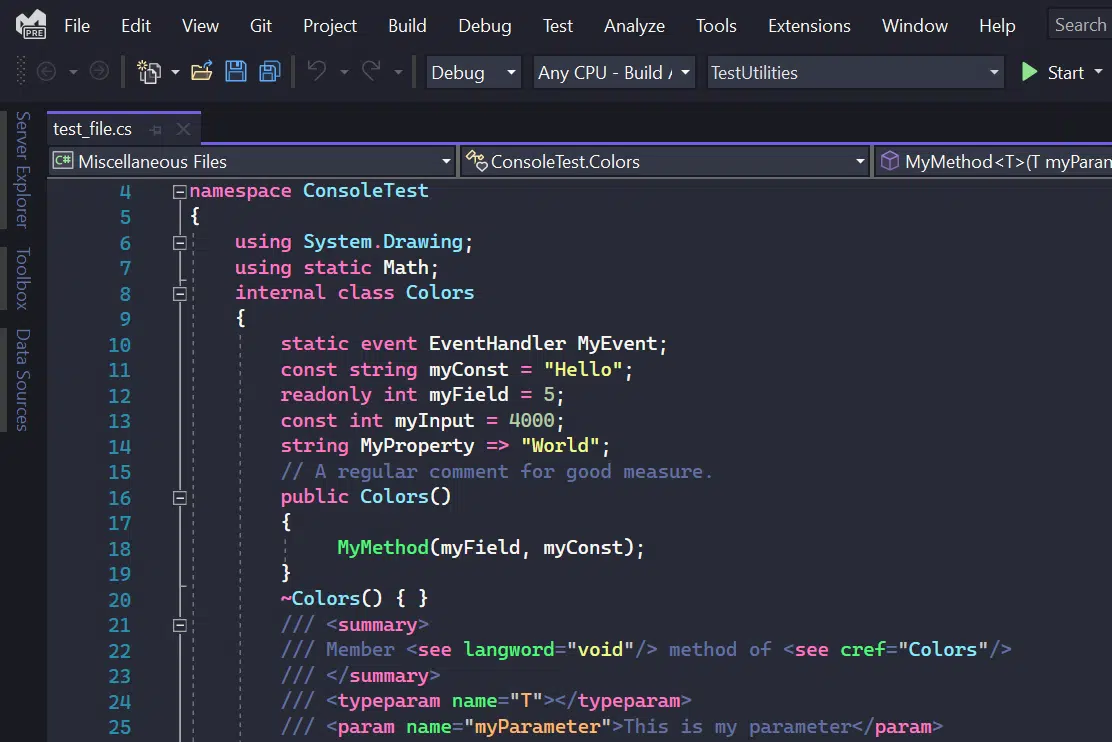 PRE
File Edit View Git Project Build Debug Test Analyze Tools Extensions Window Help Search
Debug Any CPU - Build / TestUtilities Start
Server Explorer
Toolbox
Data Sources
test_file.cs
C# Miscellaneous Files ConsoleTest.Colors MyMethod<T>(T myParam
4 namespace ConsoleTest
5 {
6 using System.Drawing;
7 using static Math;
8 internal class Colors
9 {
10 static event EventHandler MyEvent;
11 const string myConst = "Hello";
12 readonly int myField = 5;
13 const int myInput = 4000;
14 string MyProperty => "World";
15 // A regular comment for good measure.
16 public Colors()
17 {
18 MyMethod(myField, myConst);
19 }
20 ~Colors() { }
21 /// <summary>
22 /// Member <see langword="void"/> method of <see cref="Colors"/>
23 /// </summary>
24 /// <typeparam name="T"></typeparam>
25 /// <param name="myParameter">This is my parameter</param>